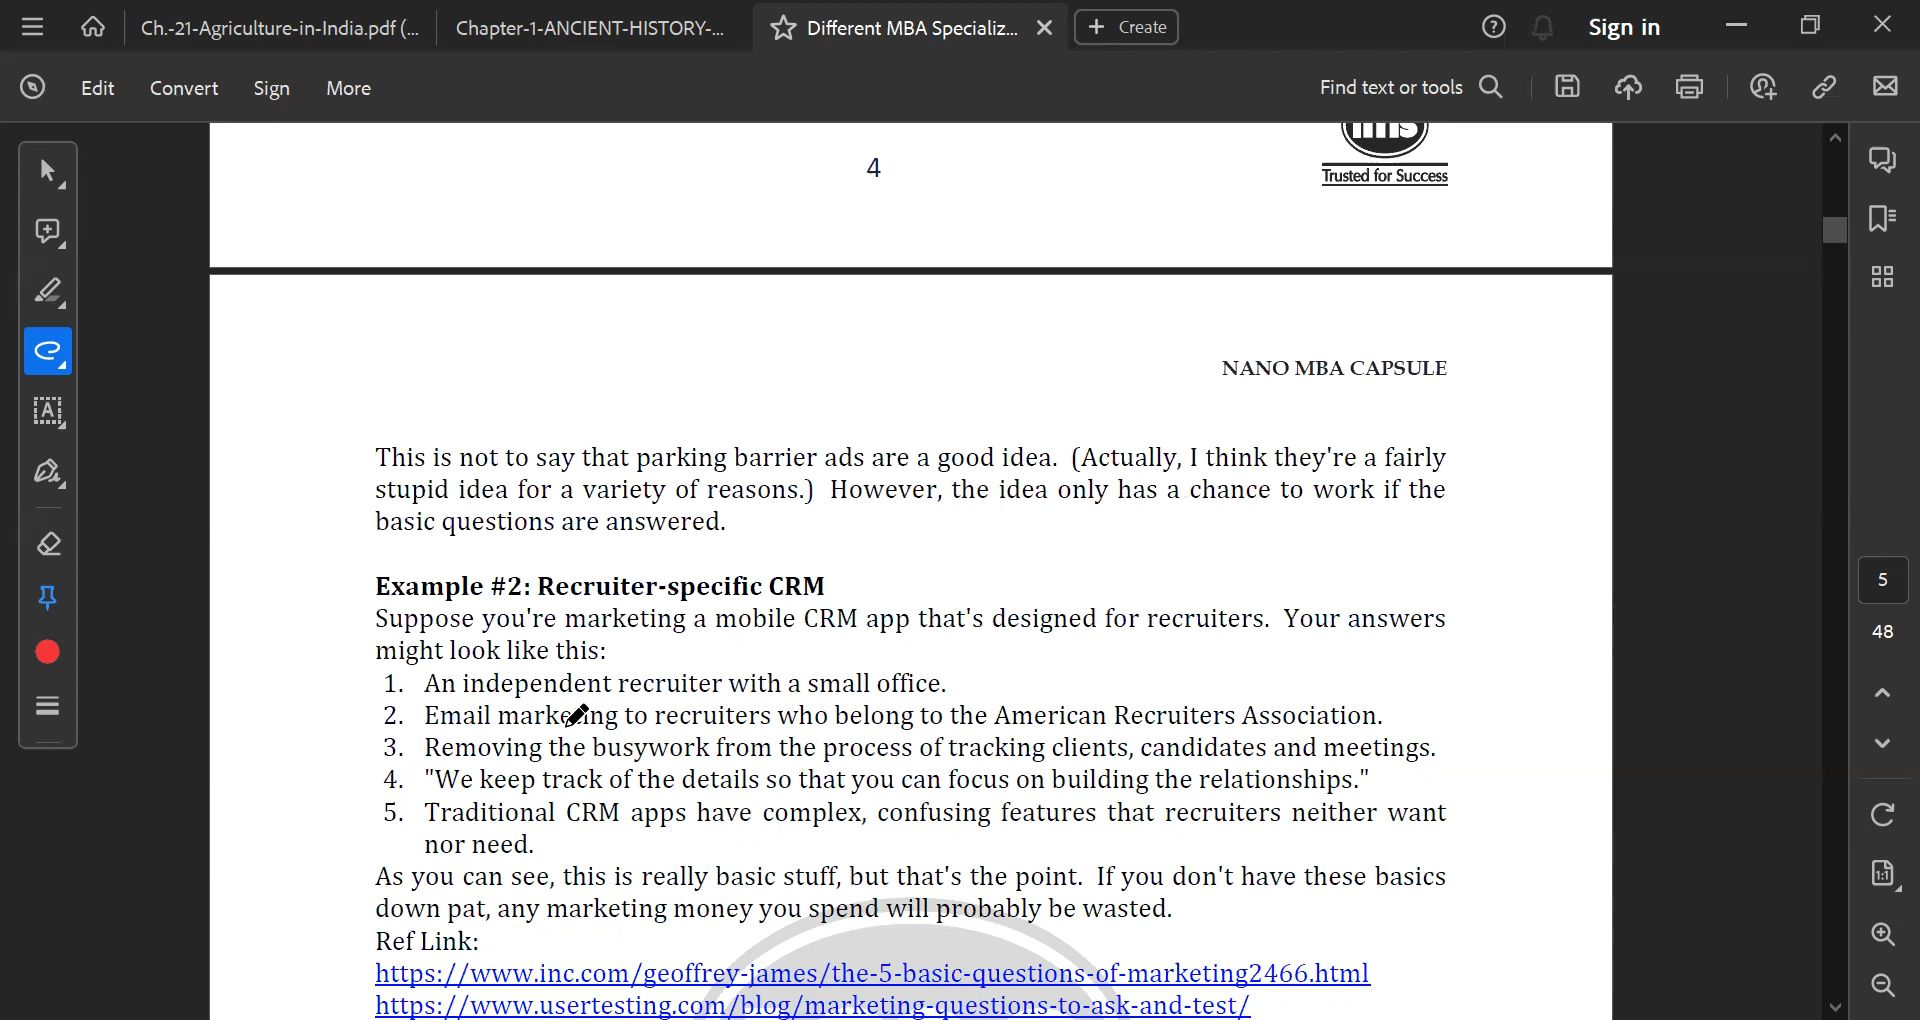 Ch.-21-Agriculture-in-India.pdf (...
Chapter-1-ANCIENT-HISTORY-...
Different MBA Specializ...
Create
Sign in
Edit
Convert
Sign
More
Find text or tools
4
Trusted for Success
NANO MBA CAPSULE
This is not to say that parking barrier ads are a good idea. (Actually, I think they're a fairly
stupid idea for a variety of reasons.) However, the idea only has a chance to work if the
basic questions are answered.
Example #2: Recruiter-specific CRM
Suppose you're marketing a mobile CRM app that's designed for recruiters. Your answers
might look like this:
1. An independent recruiter with a small office.
2. Email marketing to recruiters who belong to the American Recruiters Association.
3. Removing the busywork from the process of tracking clients, candidates and meetings.
4. "We keep track of the details so that you can focus on building the relationships."
5. Traditional CRM apps have complex, confusing features that recruiters neither want
nor need.
As you can see, this is really basic stuff, but that's the point. If you don't have these basics
down pat, any marketing money you spend will probably be wasted.
Ref Link:
https://www.inc.com/geoffrey-james/the-5-basic-questions-of-marketing2466.html
https://www.usertesting.com/blog/marketing-questions-to-ask-and-test/
5
48
1:1